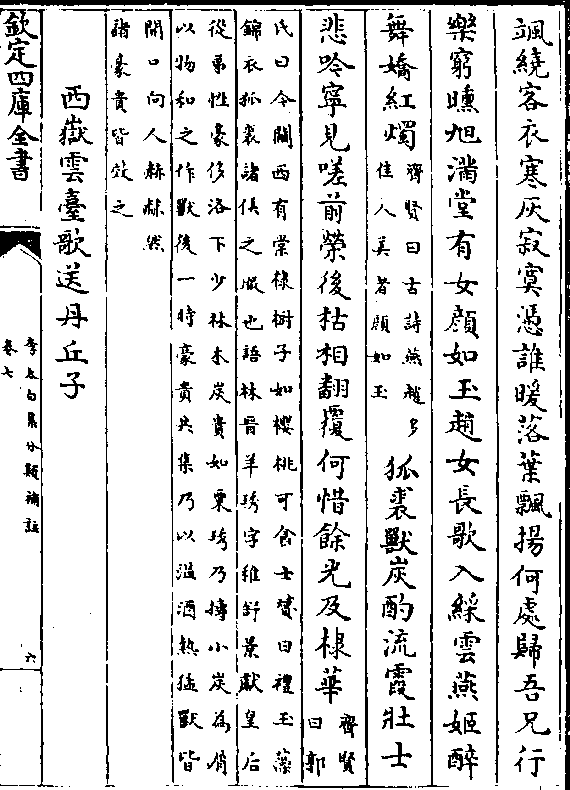 颯繞客衣寒灰寂寞憑誰暖落葉飄揚何處歸吾兄行
樂窮曛旭滿堂有女顏如玉趙女長歌入綵雲燕姬醉
舞嬌紅燭齊賢曰古詩燕趙多佳人美者顏如玉狐裘獸炭酌流霞壯士
悲吟寧見嗟前榮後枯相翻覆何惜餘光及棣華齊賢曰郭
氏曰今關西有棠棣樹子如櫻桃可食士贇曰禮玉藻
錦衣狐裘諸侯之服也語林晉羊琇字稚舒景獻皇后
從弟性豪侈洛下少林木炭貴如粟琇乃擣小炭為屑
以物和之作獸後一時豪貴共集乃以溫酒熱猛獸皆
開口向人赫赫然
諸豪貴皆效之
西嶽雲臺歌送丹丘子
欽定四庫全書
李太白集分類補註
卷七
六